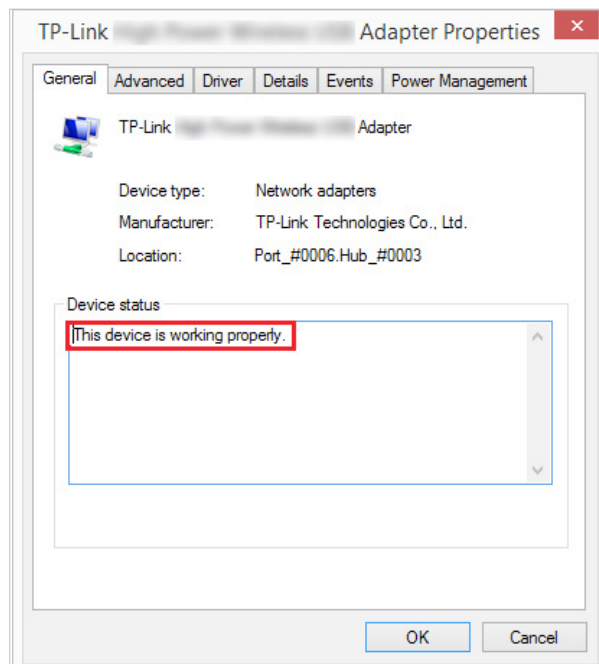 TP-Link Adapter Properties
General Advanced Driver Details Events Power Management
TP-Link Adapter
Device type: Network adapters
Manufacturer: TP-Link Technologies Co., Ltd.
Location: Port_#0006.Hub_#0003
Device status
This device is working properly.
OK Cancel